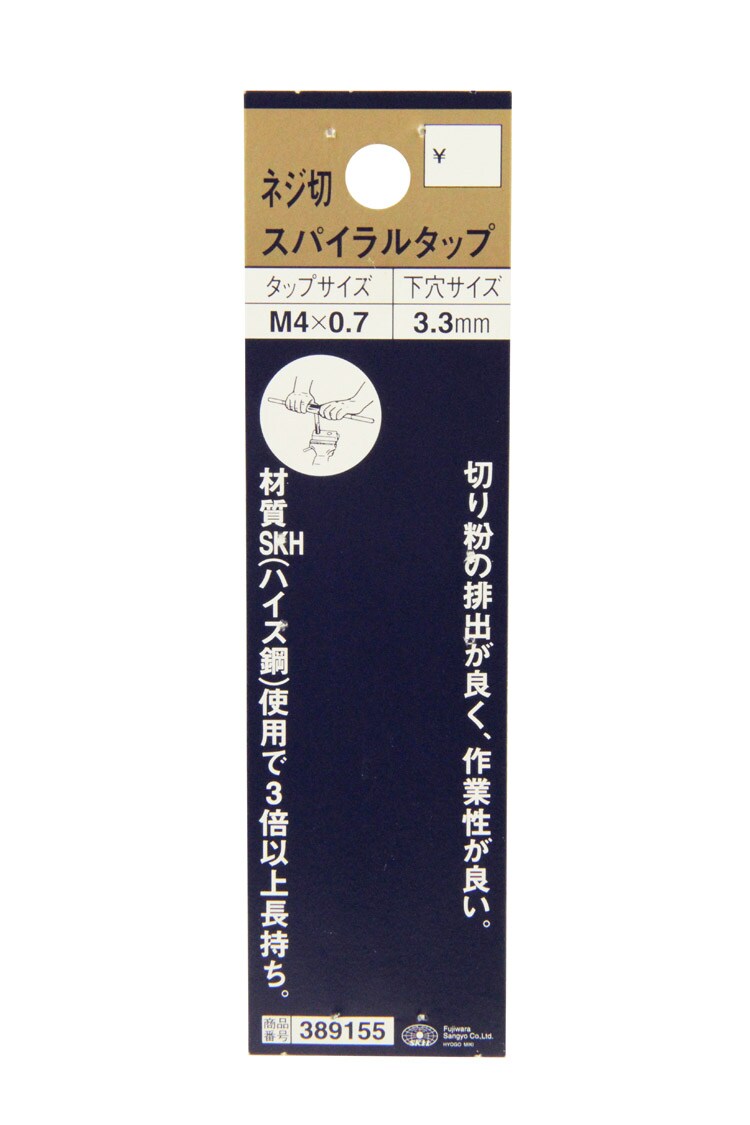 ¥
ネジ切
スパイラルタップ
タップサイズ 下穴サイズ
M4×0.7 3.3mm
切り粉の排出が良く、作業性が良い。
材質SKH(ハイス鋼)使用で3倍以上長持ち。
商品番号 389155
SK11
Fujiwara
Sangyo Co.,Ltd.
HYOGO MIKI